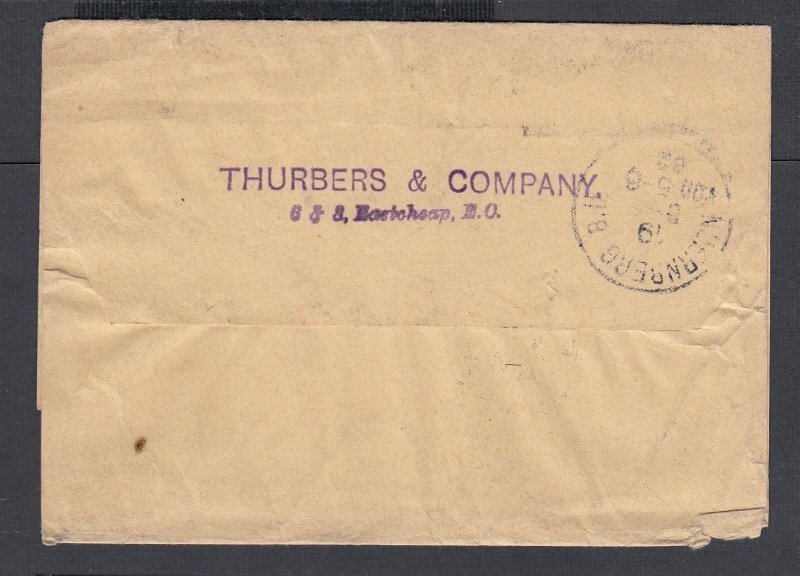 THURBERS & COMPANY.
6 & 8, Eastcheap, E.C.